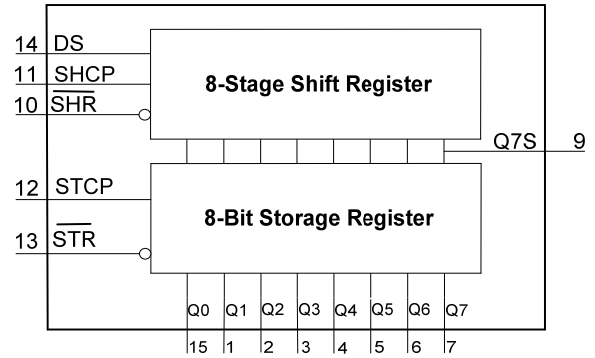 14 DS
11 SHCP
10 SHR
8-Stage Shift Register
Q7S 9
12 STCP
13 STR
8-Bit Storage Register
Q0 Q1 Q2 Q3 Q4 Q5 Q6 Q7
15 1 2 3 4 5 6 7